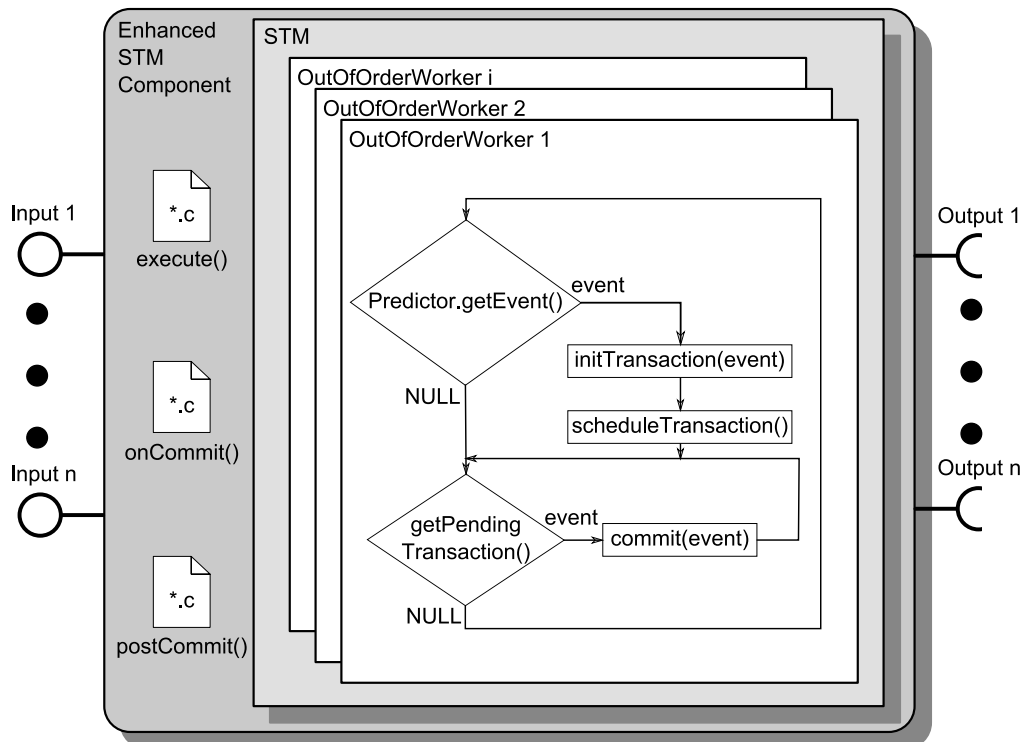 Enhanced
STM
Component
STM
OutOfOrderWorker i
OutOfOrderWorker 2
OutOfOrderWorker 1
Input 1
*.c
execute()
Output 1
Predictor.getEvent()
event
initTransaction(event)
NULL
scheduleTransaction()
*.c
onCommit()
Input n
Output n
getPending
Transaction()
event
commit(event)
NULL
*.c
postCommit()